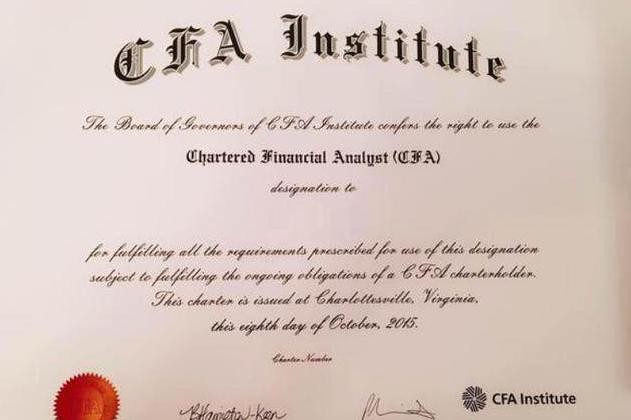 CFA Institute
The Board of Governors of CFA Institute confers the right to use the
Chartered Financial Analyst (CFA)
designation to
for fulfilling all the requirements prescribed for use of this designation
subject to fulfilling the ongoing obligations of a CFA charterholder.
This charter is issued at Charlottesville, Virginia,
this eighth day of October, 2015.
Charter Number
CFA Institute